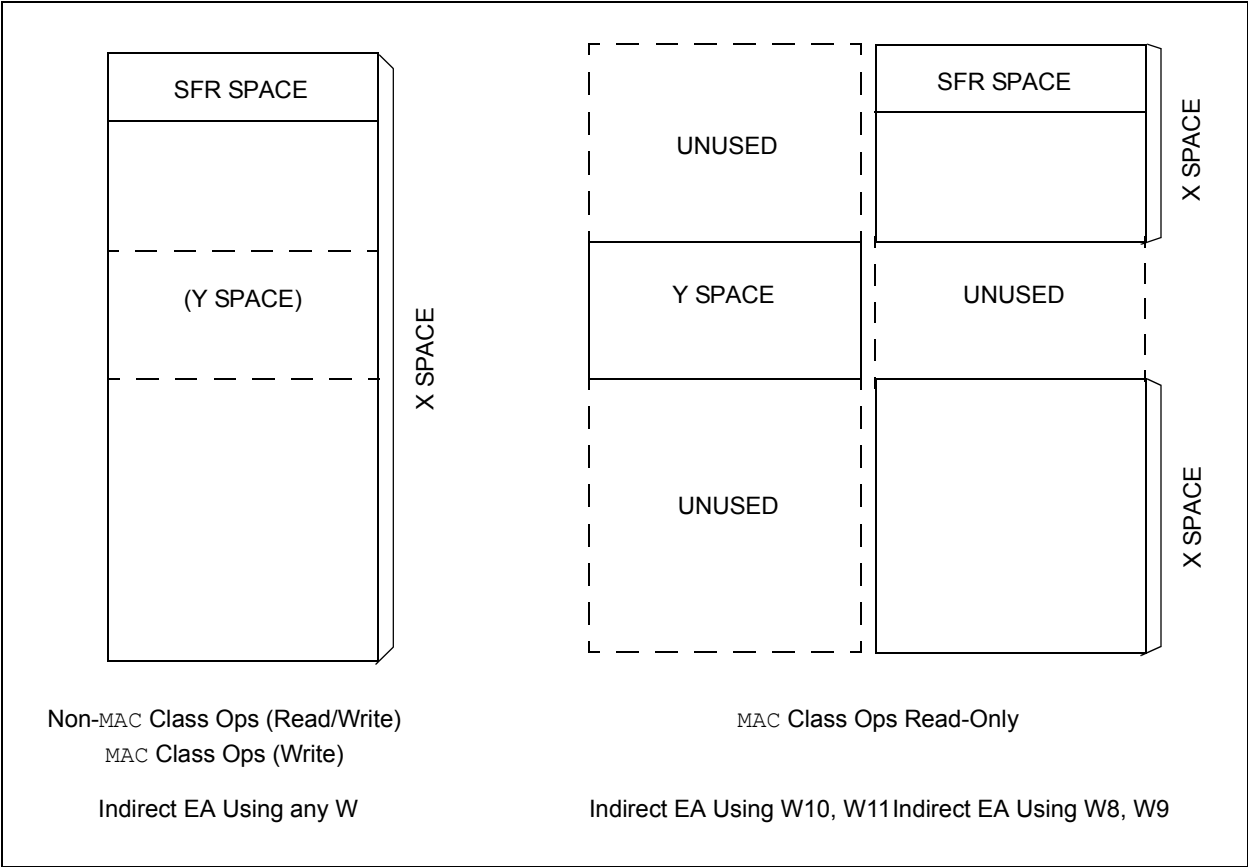 SFR SPACE
(Y SPACE)
X SPACE
UNUSED
Y SPACE
UNUSED
SFR SPACE
X SPACE
UNUSED
X SPACE
Non-MAC Class Ops (Read/Write)
MAC Class Ops (Write)
Indirect EA Using any W
MAC Class Ops Read-Only
Indirect EA Using W10, W11
Indirect EA Using W8, W9